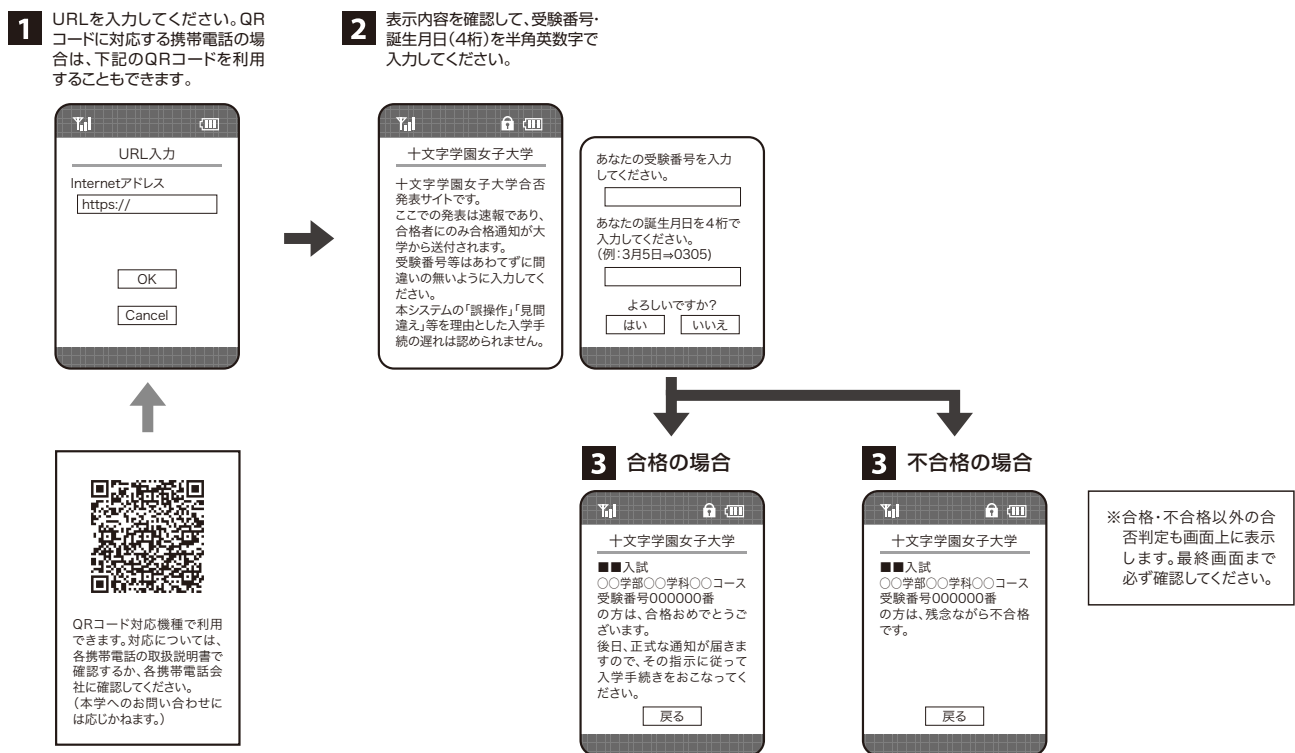 1
URLを入力してください。QR
コードに対応する携帯電話の場
合は、下記のQRコードを利用
することもできます。
URL入力
Internetアドレス
https://
OK
Cancel
QRコード対応機種で利用
できます。対応については、
各携帯電話の取扱説明書で
確認するか、各携帯電話会
社に確認してください。
(本学へのお問い合わせに
は応じかねます。)
2
表示内容を確認して、受験番号・
誕生月日(4桁)を半角英数字で
入力してください。
十文字学園女子大学
十文字学園女子大学合否
発表サイトです。
ここでの発表は速報であり、
合格者にのみ合格通知が大
学から送付されます。
受験番号等はあわてずに間
違いの無いように入力してく
ださい。
本システムの「誤操作」「見間
違え」等を理由とした入学手
続の遅れは認められません。
あなたの受験番号を入力
してください。
あなたの誕生月日を4桁で
入力してください。
(例:3月5日⇒0305)
よろしいですか?
はい いいえ
3 合格の場合
十文字学園女子大学
■■入試
○○学部○○学科○○コース
受験番号000000番
の方は、合格おめでとうご
ざいます。
後日、正式な通知が届きま
すので、その指示に従って
入学手続きをおこなってく
ださい。
戻る
3 不合格の場合
十文字学園女子大学
■■入試
○○学部○○学科○○コース
受験番号000000番
の方は、残念ながら不合格
です。
戻る
※合格・不合格以外の合
否判定も画面上に表示
します。最終画面まで
必ず確認してください。